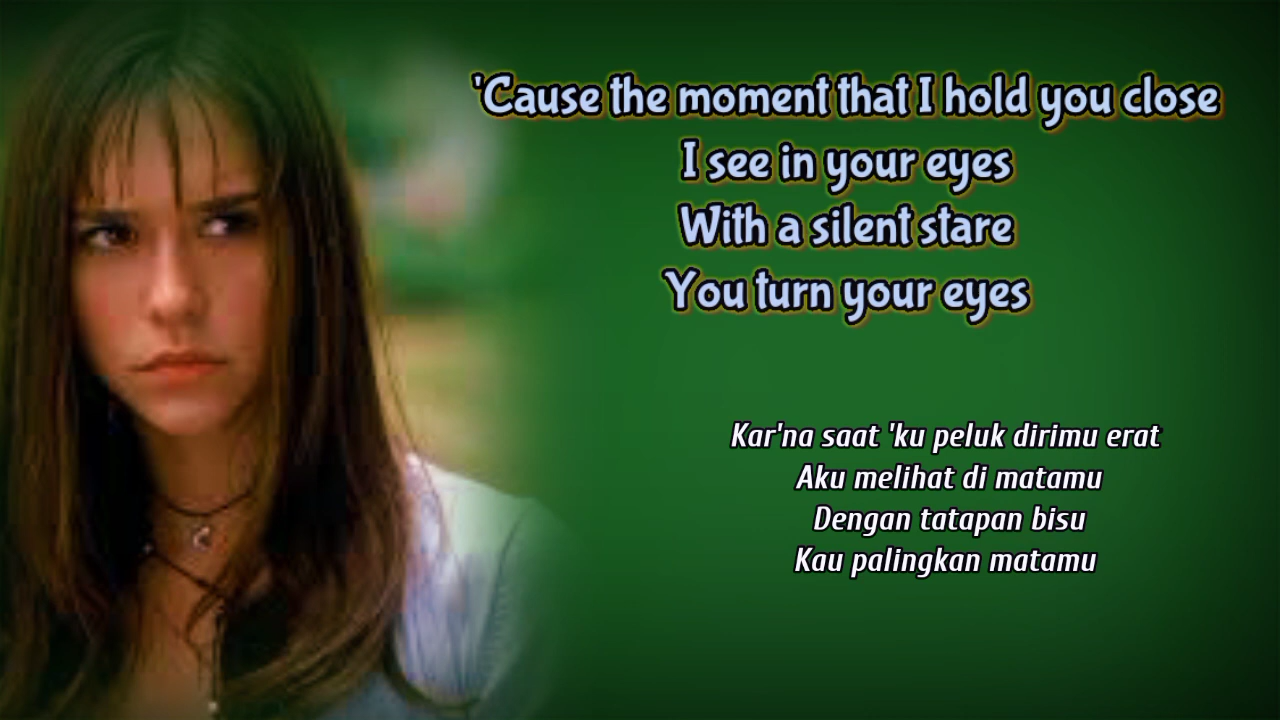 'Cause the moment that I hold you close
I see in your eyes
With a silent stare
You turn your eyes
Kar'na saat 'ku peluk dirimu erat
Aku melihat di matamu
Dengan tatapan bisu
Kau palingkan matamu